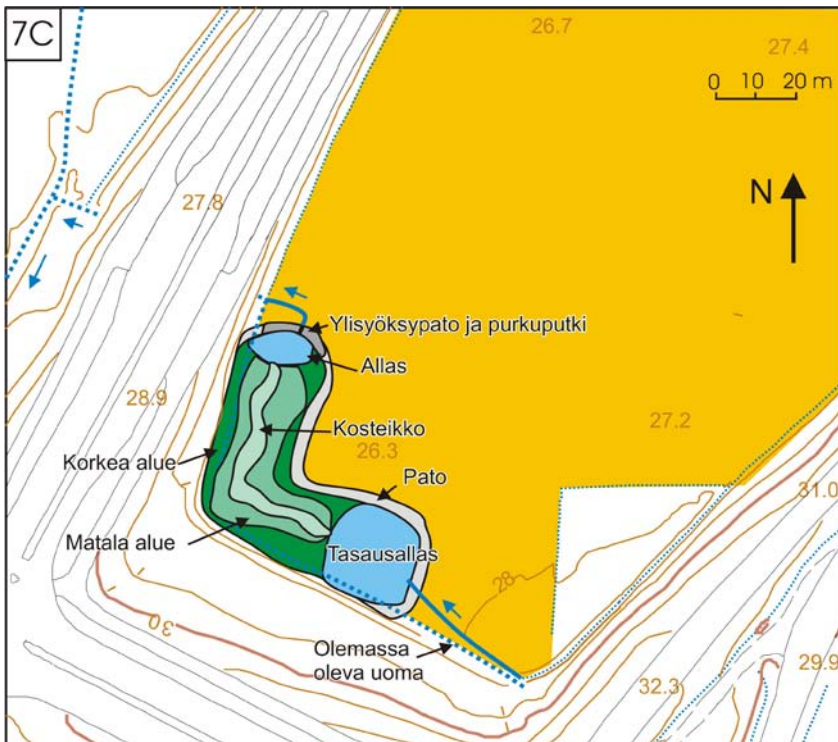 7C
26.7
27.4
0 10 20 m
27.8
N
Ylisyöksypato ja purkuputki
Allas
28.9
Kosteikko
27.2
26.3
Korkea alue
Pato
31.0
Matala alue
Tasausallas
28
30
Olemassa
oleva uoma
32.3
29.9